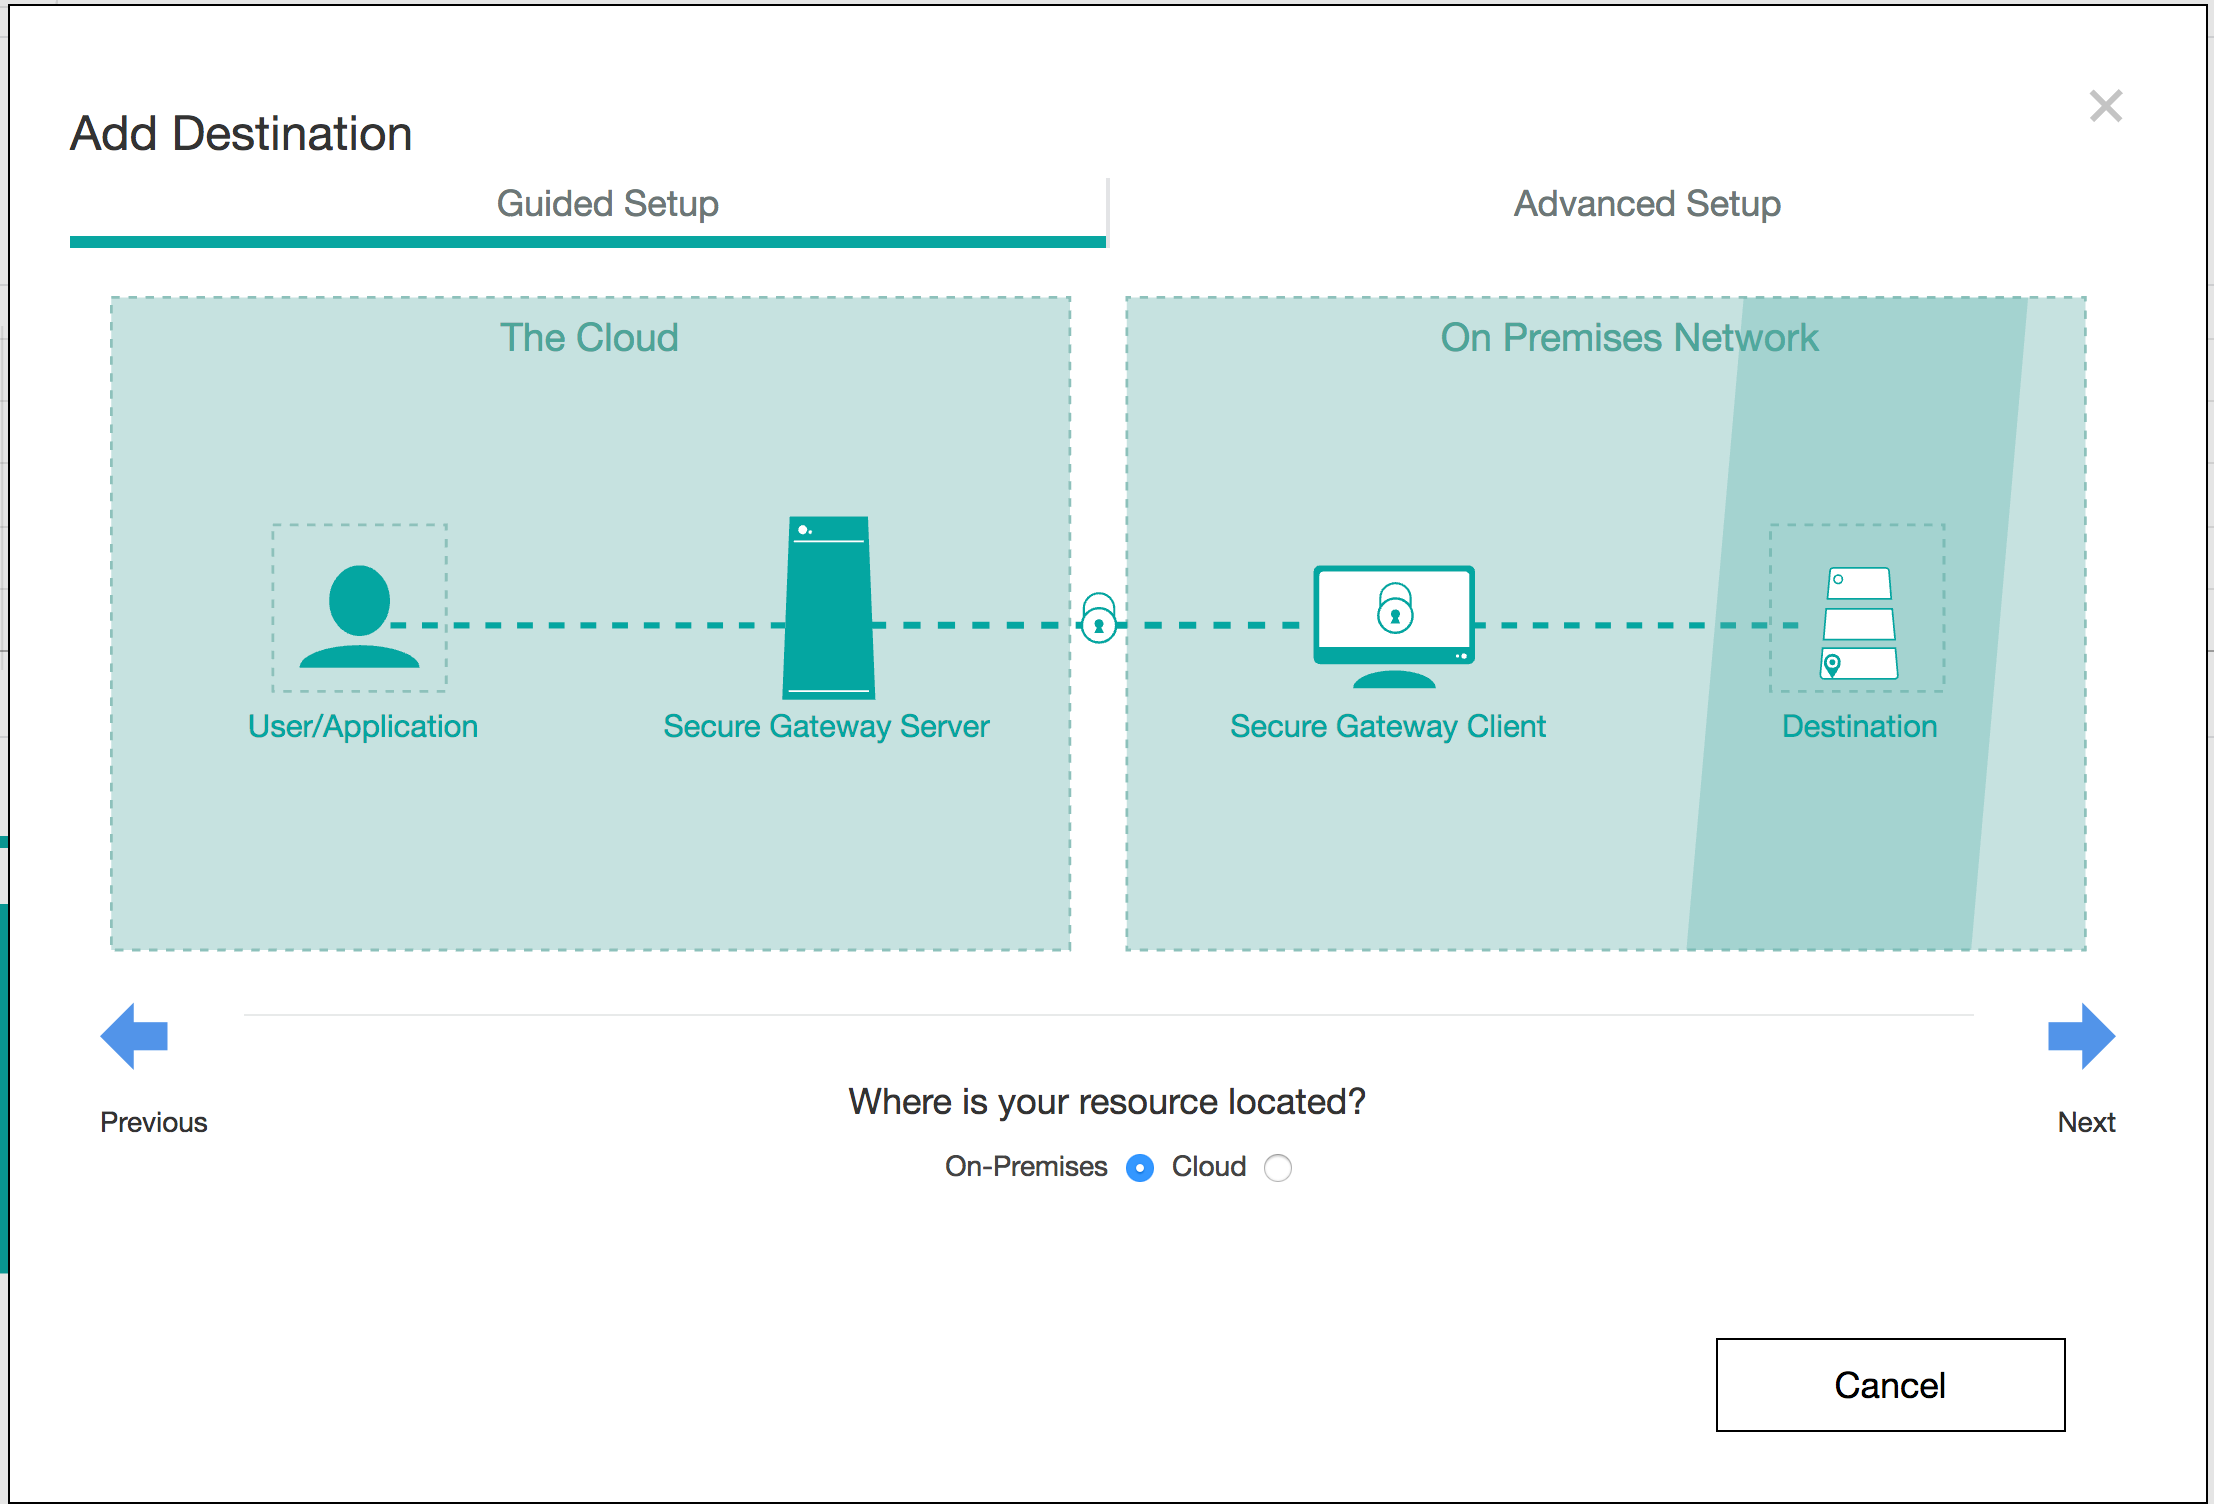 Add Destination
Guided Setup
Advanced Setup
The Cloud
On Premises Network
User/Application
Secure Gateway Server
Secure Gateway Client
Destination
Previous
Where is your resource located?
Next
On-Premises Cloud
Cancel